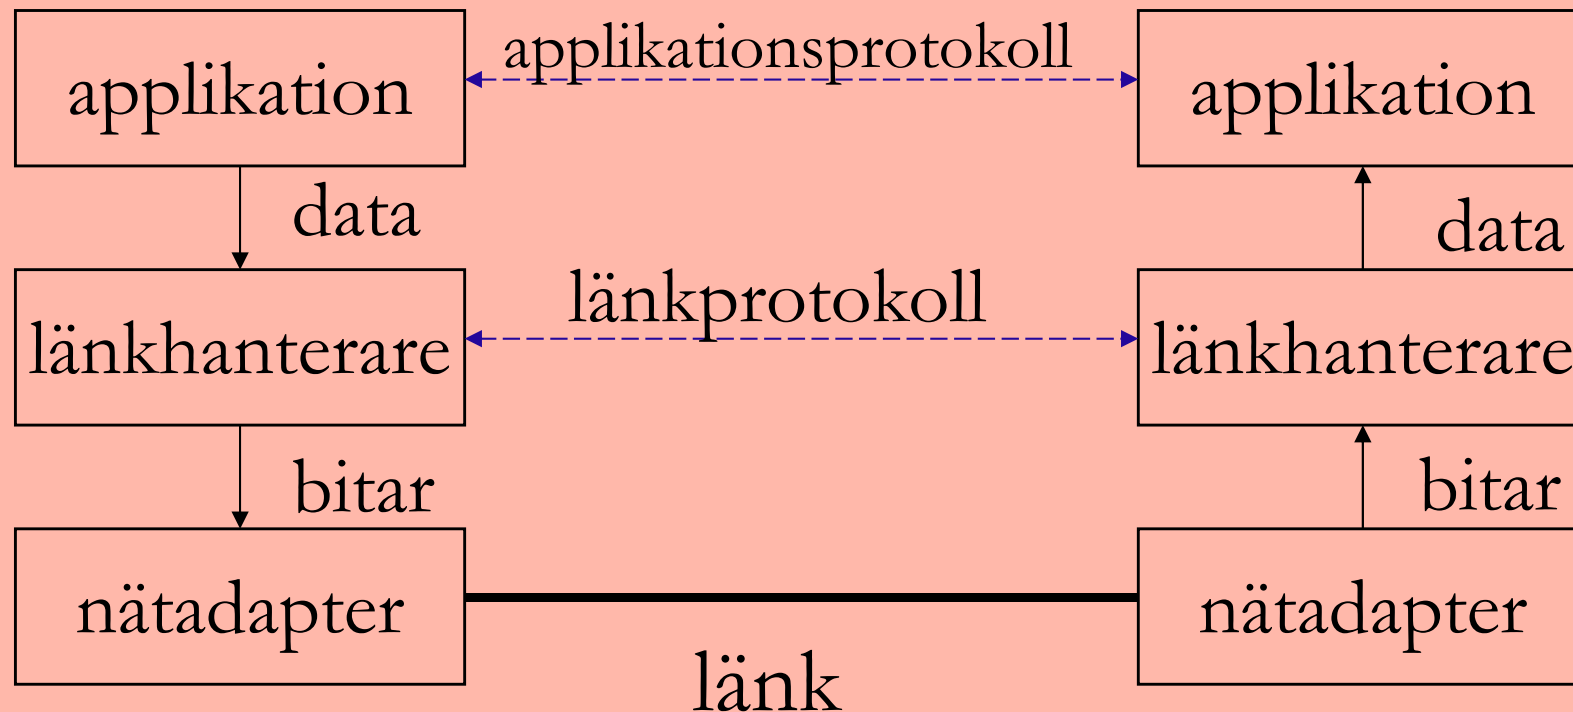 applikationsprotokoll
applikation
applikation
data
data
länkprotokoll
länkhanterare
länkhanterare
bitar
bitar
nätadapter
nätadapter
länk